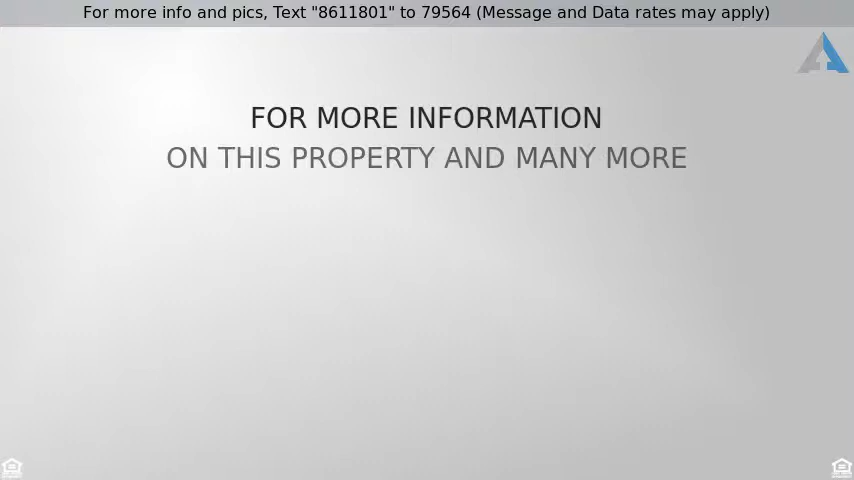 For more info and pics, Text "8611801" to 79564 (Message and Data rates may apply)
FOR MORE INFORMATION
ON THIS PROPERTY AND MANY MORE